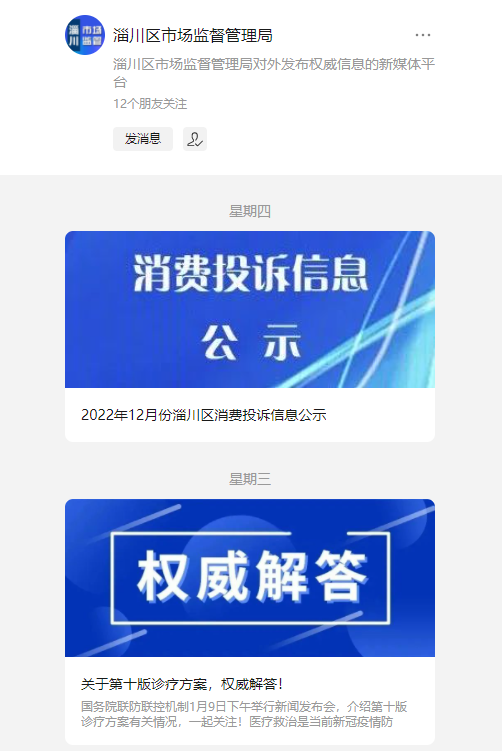 淄 市场
川 监管
淄川区市场监督管理局
淄川区市场监督管理局对外发布权威信息的新媒体平
台
12个朋友关注
发消息
星期四
消费投诉信息
公 示
2022年12月份淄川区消费投诉信息公示
星期三
权威解答
关于第十版诊疗方案，权威解答！
国务院联防联控机制1月9日下午举行新闻发布会，介绍第十版
诊疗方案有关情况，一起关注！医疗救治是当前新冠疫情防